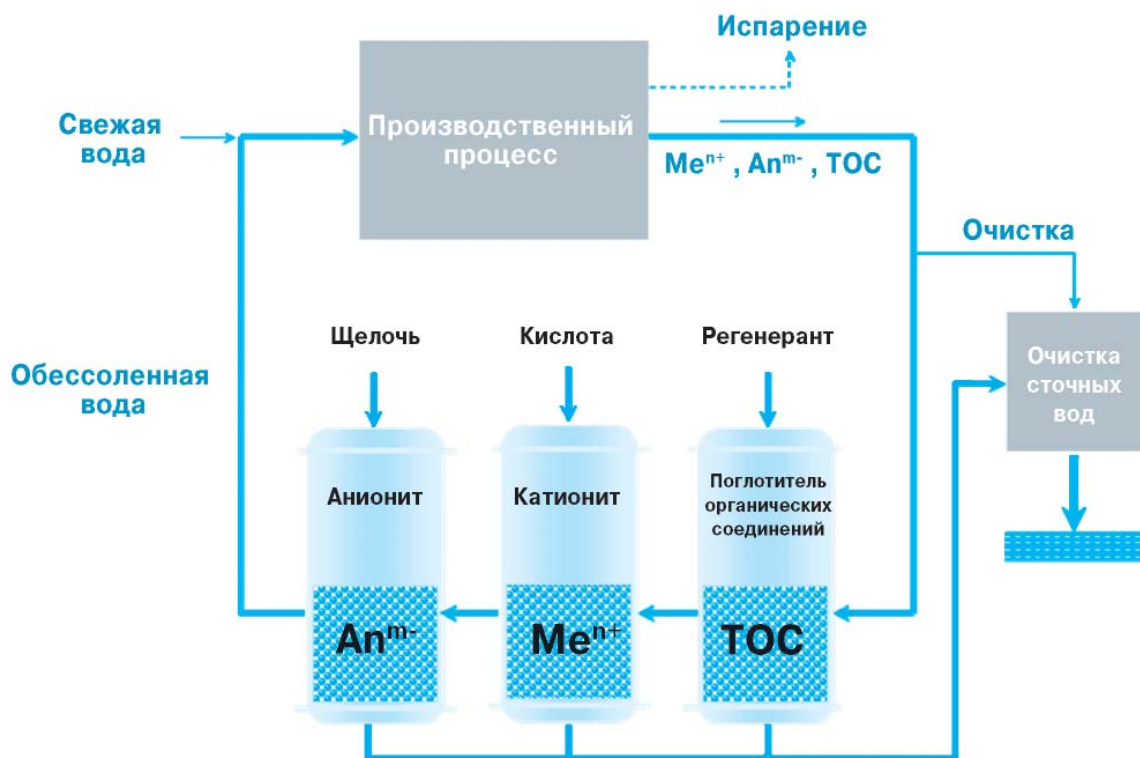 Испарение
Свежая
вода
Производственный
процесс
Meⁿ⁺ , Anᵐ⁻ , TOC
Очистка
Щелочь
Кислота
Регенерант
Обессоленная
вода
Очистка
сточных
вод
Анионит
Катионит
Поглотитель
органических
соединений
Anᵐ⁻
Meⁿ⁺
TOC